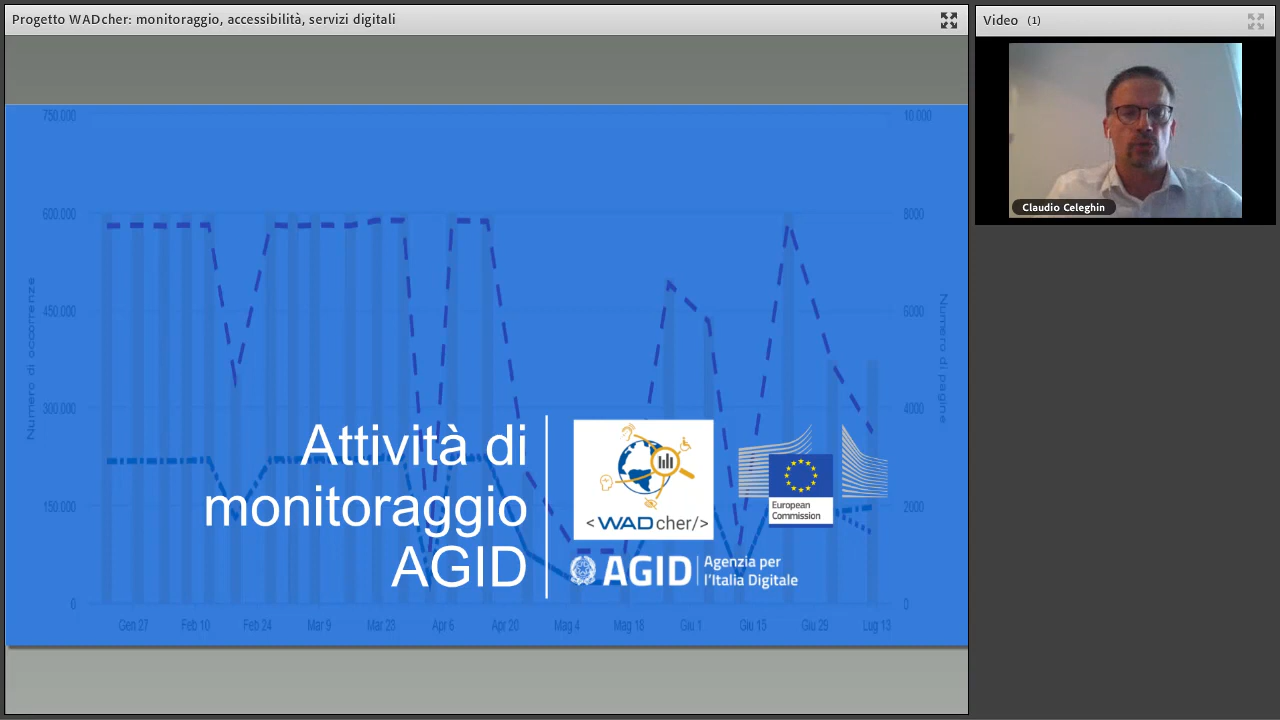 Progetto WADcher: monitoraggio, accessibilità, servizi digitali
Video (1)
Claudio Celeghin
750.000
600.000
450.000
300.000
150.000
0
Numero di occorrenze
10.000
8000
6000
4000
2000
0
Numero di pagine
Gen 27 Feb 10 Feb 24 Mar 9 Mar 23 Apr 6 Apr 20 Mag 4 Mag 18 Giu 1 Giu 15 Giu 29 Lug 13
Attività di
monitoraggio
AGID
<WADcher/>
European
Commission
AGID
Agenzia per
l'Italia Digitale